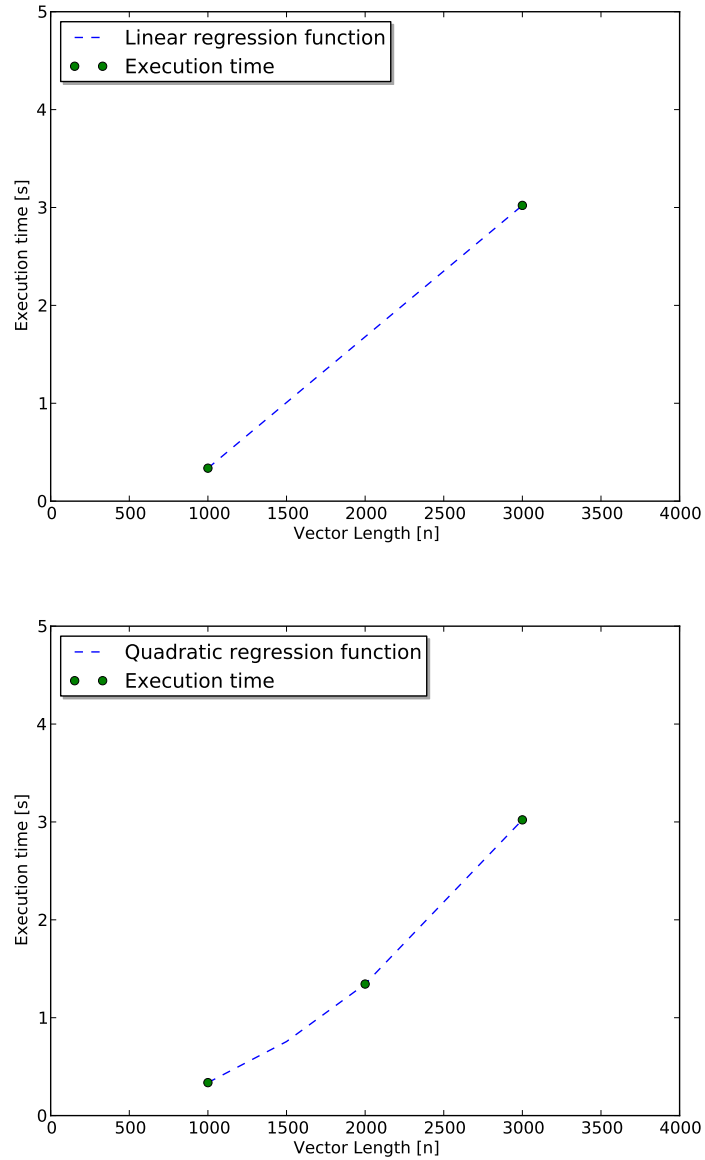 5
Linear regression function
Execution time
4
3
2
1
0
Execution time [s]
0 500 1000 1500 2000 2500 3000 3500 4000
Vector Length [n]
5
Quadratic regression function
Execution time
4
3
2
1
0
Execution time [s]
0 500 1000 1500 2000 2500 3000 3500 4000
Vector Length [n]